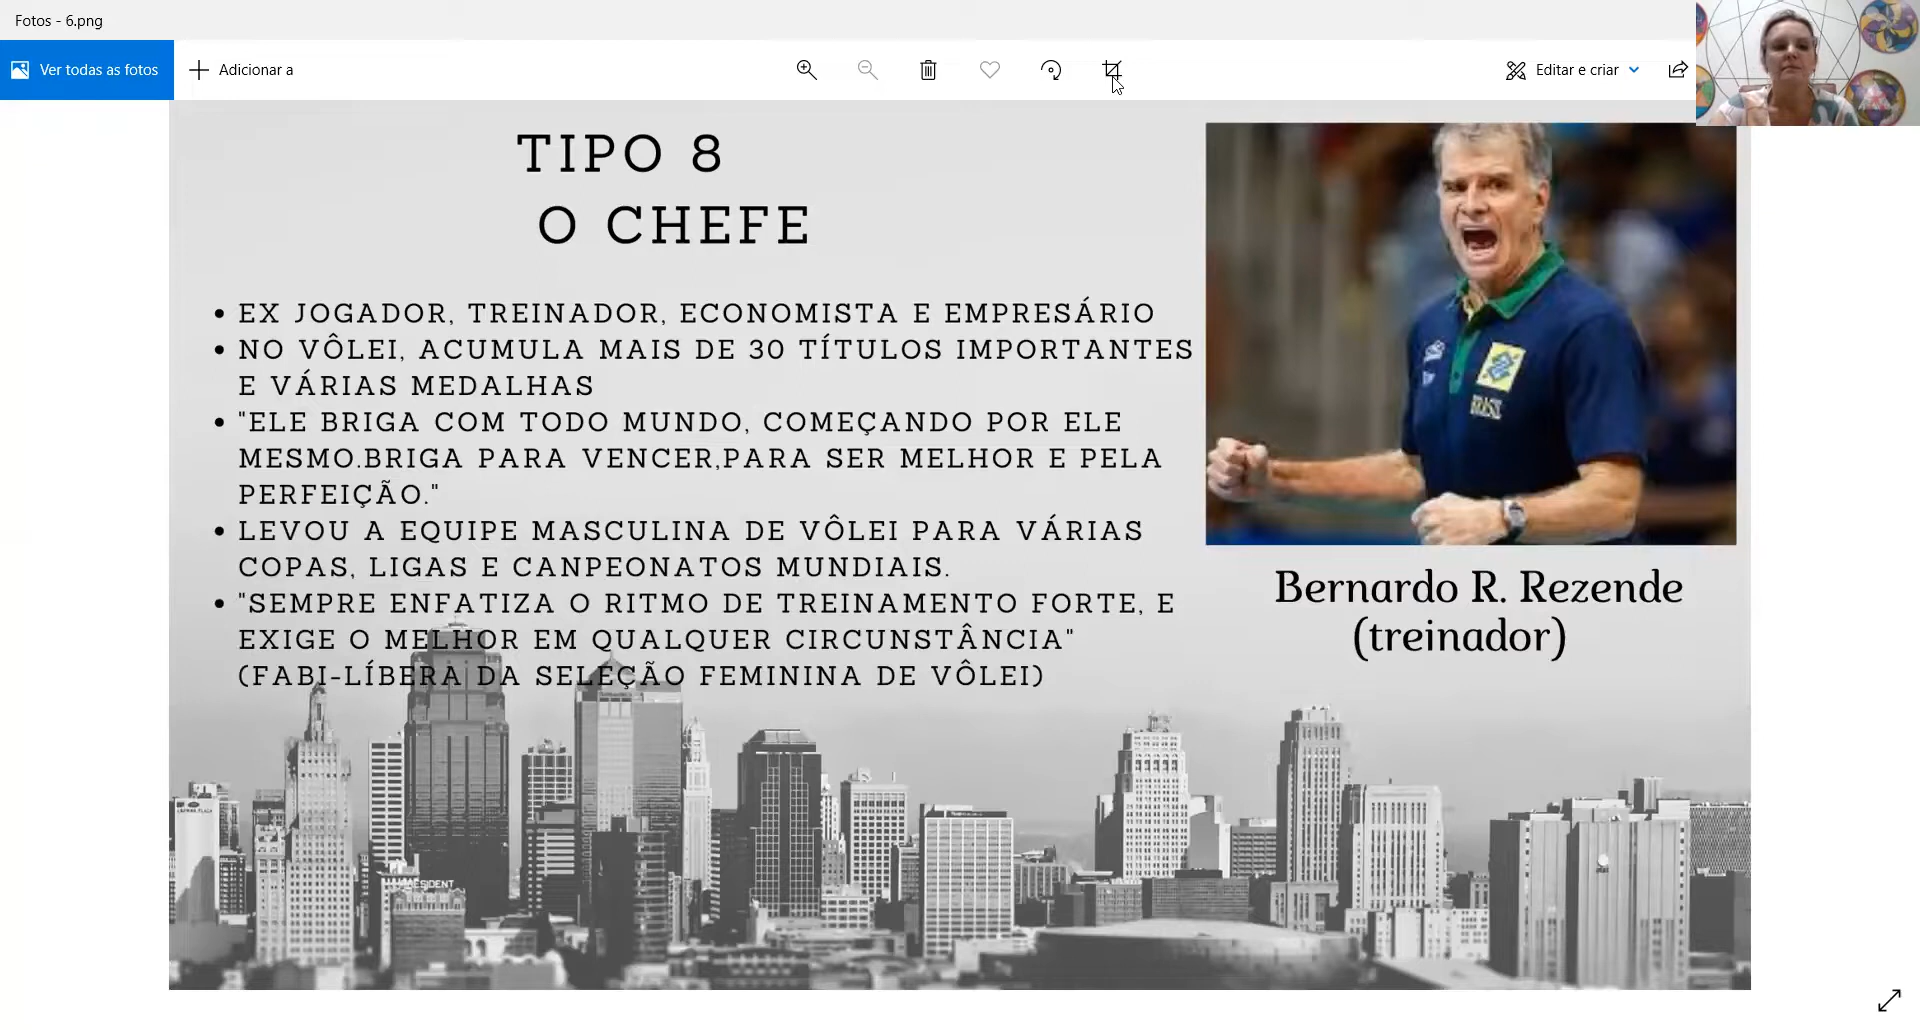 Fotos - 6.png
Ver todas as fotos
Adicionar a
Editar e criar
TIPO 8
O CHEFE
• EX JOGADOR, TREINADOR, ECONOMISTA E EMPRESÁRIO
• NO VÔLEI, ACUMULA MAIS DE 30 TÍTULOS IMPORTANTES
E VÁRIAS MEDALHAS
• "ELE BRIGA COM TODO MUNDO, COMEÇANDO POR ELE
MESMO.BRIGA PARA VENCER,PARA SER MELHOR E PELA
PERFEIÇÃO."
• LEVOU A EQUIPE MASCULINA DE VÔLEI PARA VÁRIAS
COPAS, LIGAS E CANPEONATOS MUNDIAIS.
• "SEMPRE ENFATIZA O RITMO DE TREINAMENTO FORTE, E
EXIGE O MELHOR EM QUALQUER CIRCUNSTÂNCIA"
(FABI-LÍBERA DA SELEÇÃO FEMININA DE VÔLEI)
BRASIL
Bernardo R. Rezende
(treinador)
PRESIDENT